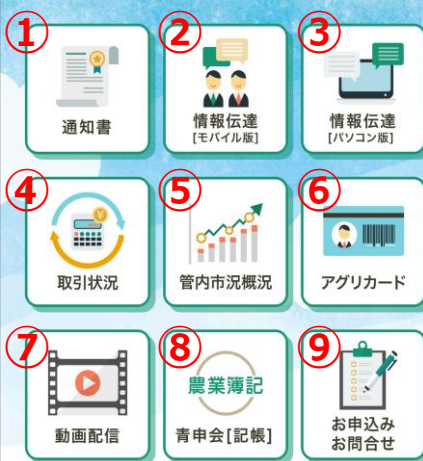 ①
通知書
②
情報伝達
[モバイル版]
③
情報伝達
[パソコン版]
④
¥
取引状況
⑤
管内市況概況
⑥
アグリカード
⑦
動画配信
⑧
農業簿記
青申会[記帳]
⑨
お申込み
お問合せ